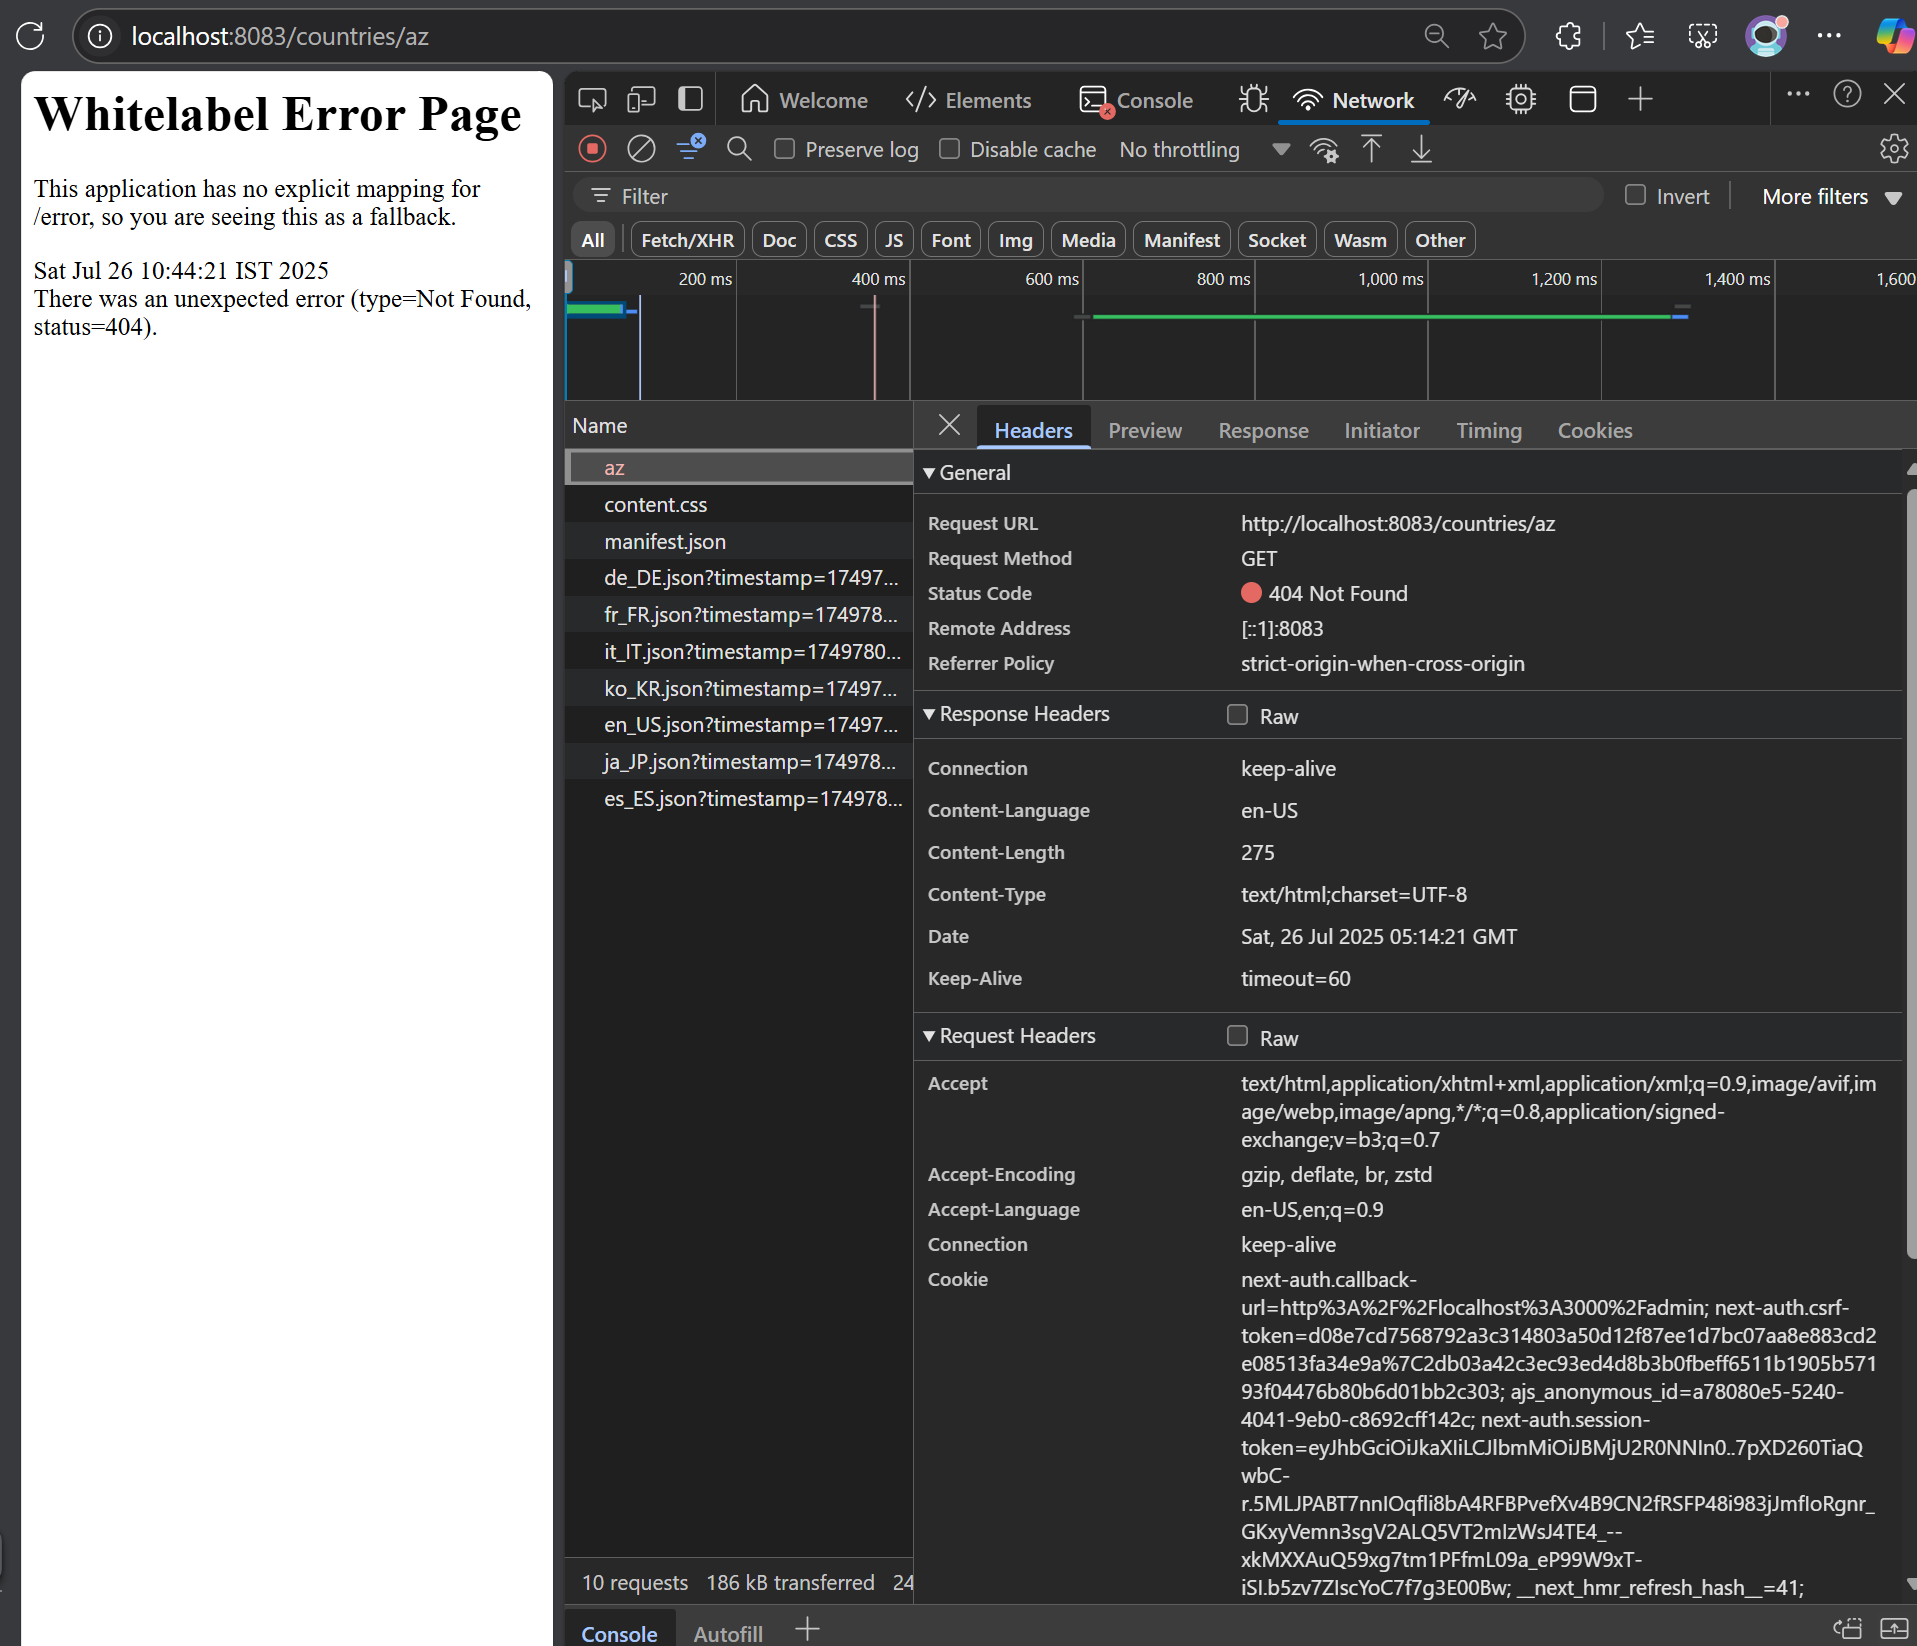 localhost:8083/countries/az
Whitelabel Error Page
This application has no explicit mapping for
/error, so you are seeing this as a fallback.
Sat Jul 26 10:44:21 IST 2025
There was an unexpected error (type=Not Found,
status=404).
Welcome
Elements
Console
Network
Preserve log
Disable cache
No throttling
Filter
Invert
More filters
All
Fetch/XHR
Doc
CSS
JS
Font
Img
Media
Manifest
Socket
Wasm
Other
200 ms
400 ms
600 ms
800 ms
1,000 ms
1,200 ms
1,400 ms
1,600
Name
az
content.css
manifest.json
de_DE.json?timestamp=17497...
fr_FR.json?timestamp=174978...
it_IT.json?timestamp=1749780...
ko_KR.json?timestamp=17497...
en_US.json?timestamp=17497...
ja_JP.json?timestamp=174978...
es_ES.json?timestamp=174978...
Headers
Preview
Response
Initiator
Timing
Cookies
General
Request URL http://localhost:8083/countries/az
Request Method GET
Status Code 404 Not Found
Remote Address [::1]:8083
Referrer Policy strict-origin-when-cross-origin
Response Headers Raw
Connection keep-alive
Content-Language en-US
Content-Length 275
Content-Type text/html;charset=UTF-8
Date Sat, 26 Jul 2025 05:14:21 GMT
Keep-Alive timeout=60
Request Headers Raw
Accept text/html,application/xhtml+xml,application/xml;q=0.9,image/avif,im
age/webp,image/apng,*/*;q=0.8,application/signed-
exchange;v=b3;q=0.7
Accept-Encoding gzip, deflate, br, zstd
Accept-Language en-US,en;q=0.9
Connection keep-alive
Cookie next-auth.callback-
url=http%3A%2F%2Flocalhost%3A3000%2Fadmin; next-auth.csrf-
token=d08e7cd7568792a3c314803a50d12f87ee1d7bc07aa8e883cd2
e08513fa34e9a%7C2db03a42c3ec93ed4d8b3b0fbeff6511b1905b571
93f04476b80b6d01bb2c303; ajs_anonymous_id=a78080e5-5240-
4041-9eb0-c8692cff142c; next-auth.session-
token=eyJhbGciOiJkaXIiLCJlbmMiOiJBMjU2R0NNIn0..7pXD260TiaQ
wbC-
r.5MLJPABT7nnIOqfli8bA4RFBPvefXv4B9CN2fRSFP48i983jJmfIoRgnr_
GKxyVemn3sgV2ALQ5VT2mIzWsJ4TE4_--
xkMXXAuQ59xg7tm1PFfmL09a_eP99W9xT-
iSI.b5zv7ZIscYoC7f7g3E00Bw; __next_hmr_refresh_hash__=41;
10 requests
186 kB transferred
24
Console
Autofill